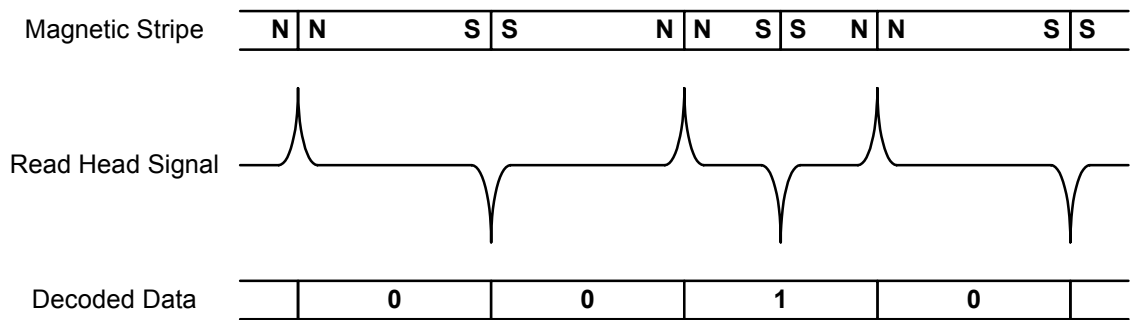 Magnetic Stripe N N S S N N S S N N S S
Read Head Signal
Decoded Data 0 0 1 0